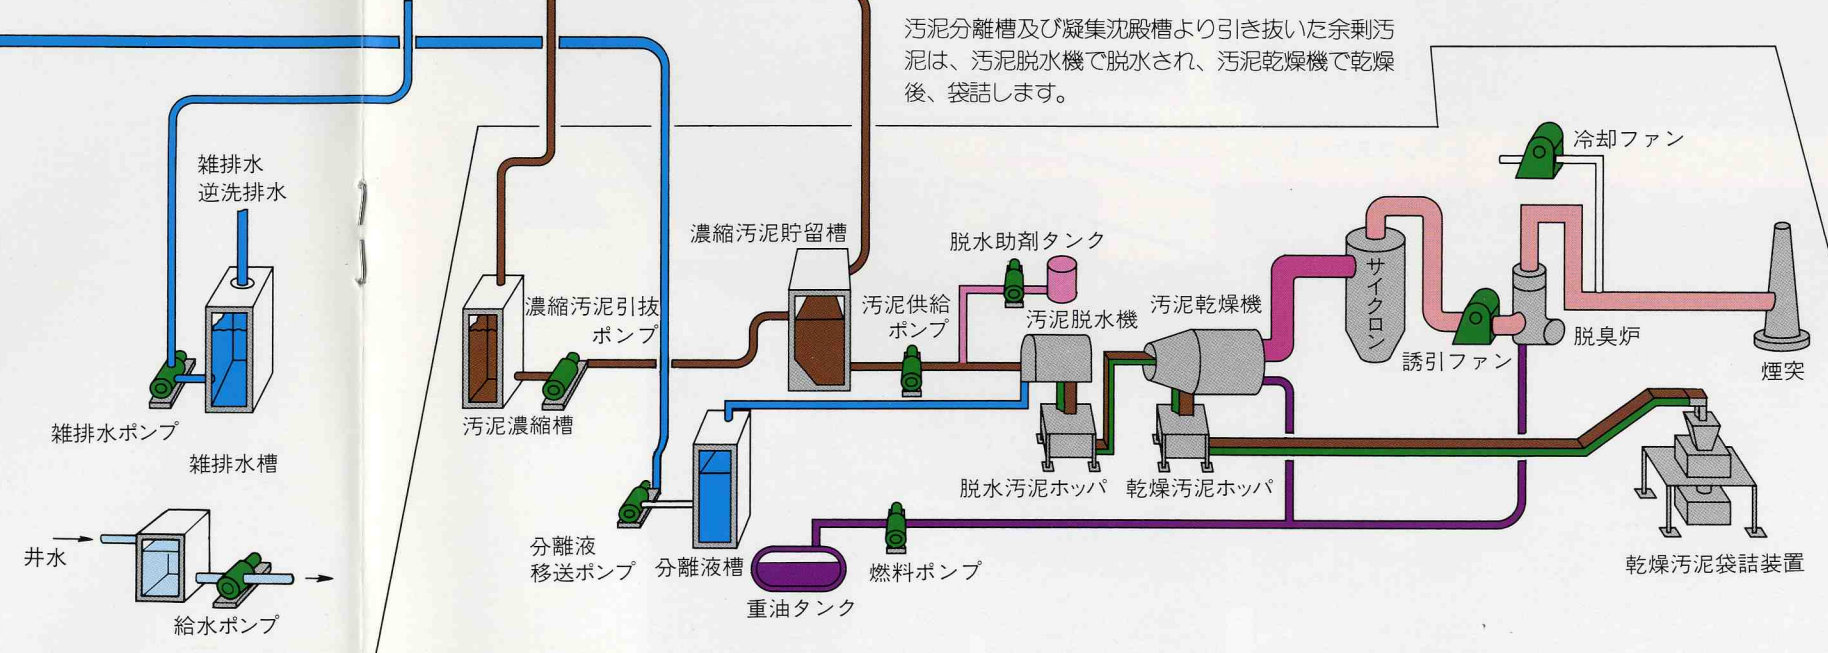 汚泥分離槽及び凝集沈殿槽より引き抜いた余剰汚
泥は、汚泥脱水機で脱水され、汚泥乾燥機で乾燥
後、袋詰します。
冷却ファン
雑排水
逆洗排水
濃縮汚泥貯留槽
脱水助剤タンク
サイクロン
濃縮汚泥引抜
ポンプ
汚泥供給
ポンプ
汚泥脱水機
汚泥乾燥機
誘引ファン
脱臭炉
煙突
雑排水ポンプ
汚泥濃縮槽
雑排水槽
脱水汚泥ホッパ
乾燥汚泥ホッパ
井水
分離液
移送ポンプ
分離液槽
燃料ポンプ
乾燥汚泥袋詰装置
重油タンク
給水ポンプ